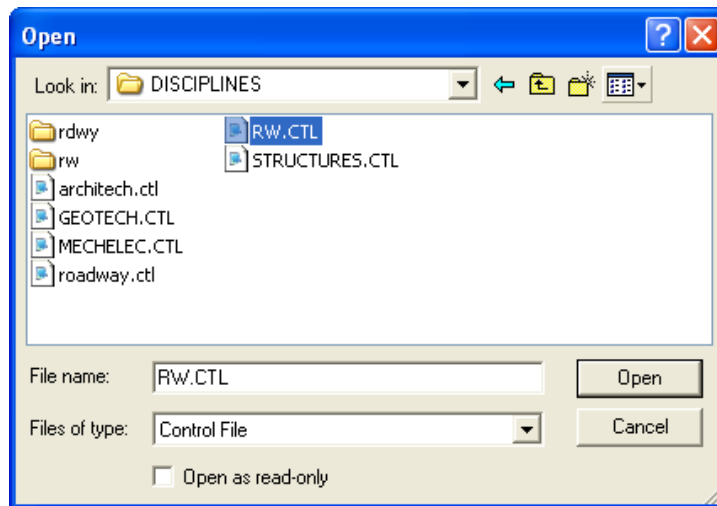 Open
Look in: DISCIPLINES
rdwy
rw
architech.ctl
GEOTECH.CTL
MECHELEC.CTL
roadway.ctl
RW.CTL
STRUCTURES.CTL
File name: RW.CTL Open
Files of type: Control File Cancel
Open as read-only